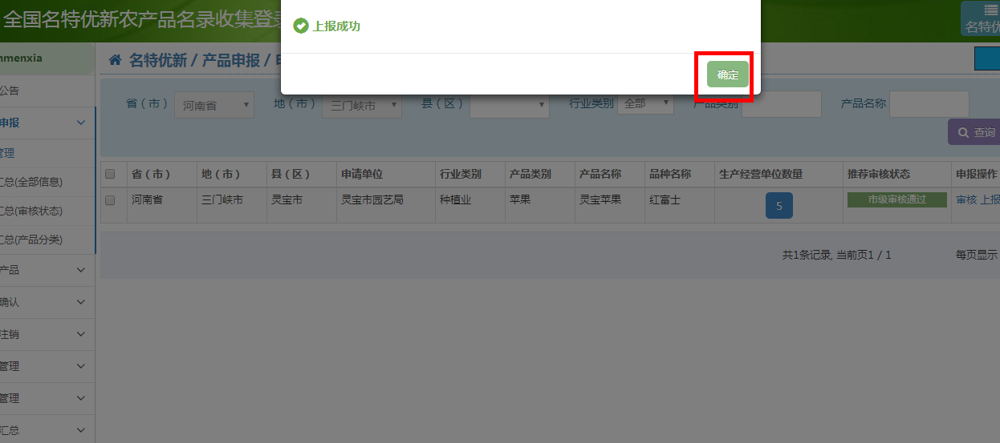 全国名特优新农产品名录收集登录
上报成功
确定
名特优
nmenxia
名特优新 / 产品申报 / 申
公告
省（市） 河南省 地（市） 三门峡市 县（区） 行业类别 全部 产品类别 产品名称
申报
查询
管理
省（市） 地（市） 县（区） 申请单位 行业类别 产品类别 产品名称 品种名称 生产经营单位数量 推荐审核状态 申报操作
汇总(全部信息)
河南省 三门峡市 灵宝市 灵宝市园艺局 种植业 苹果 灵宝苹果 红富士 5 市级审核通过 审核 上报
汇总(审核状态)
汇总(产品分类)
共1条记录, 当前页1 / 1 每页显示
产品
确认
注销
管理
管理
汇总